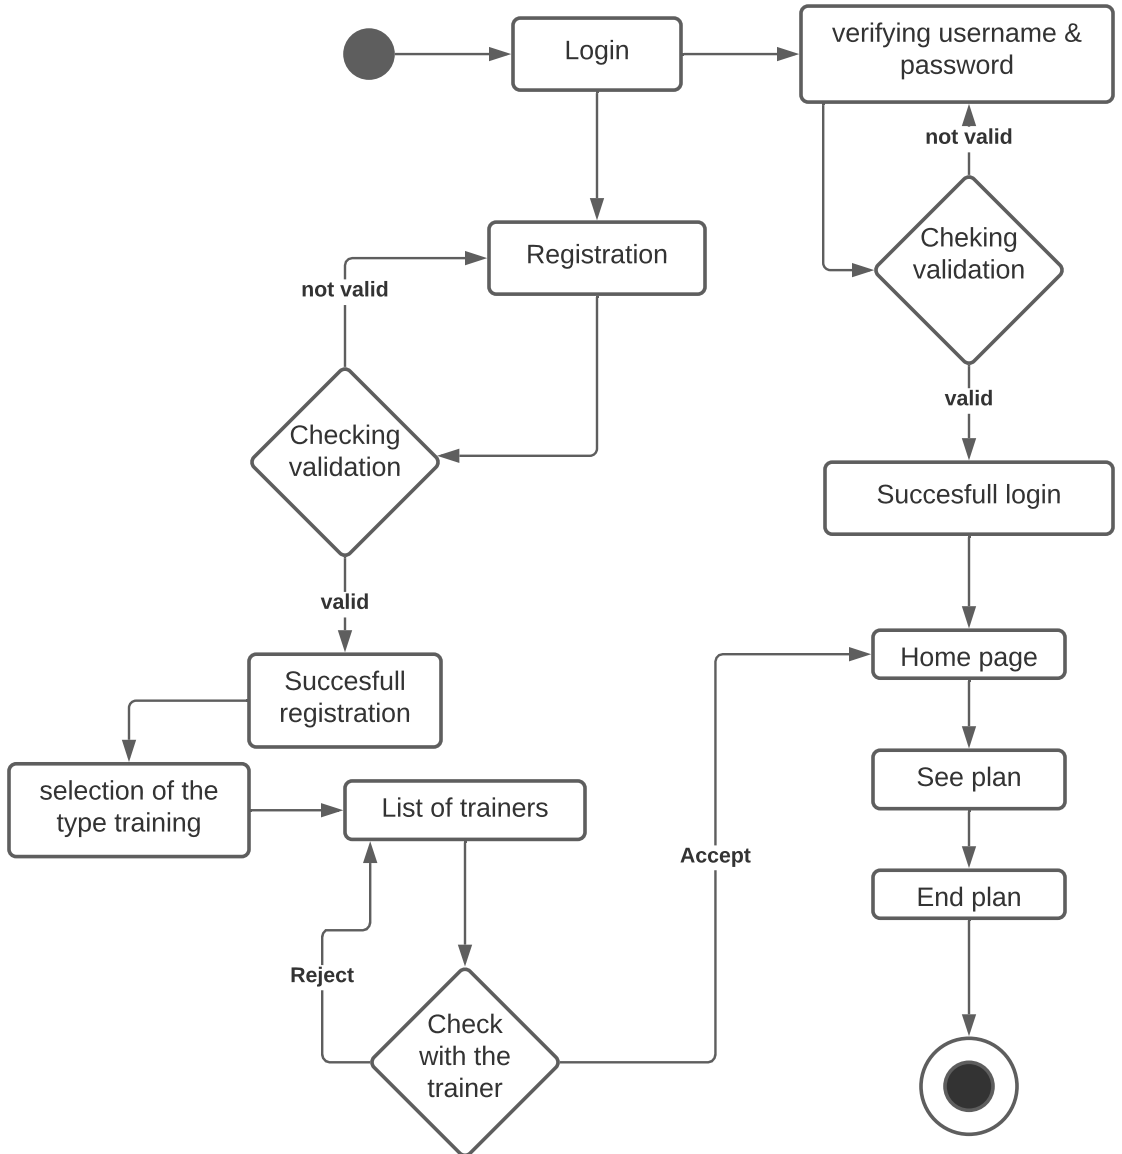 Login
verifying username &
password
not valid
Cheking
validation
Registration
not valid
Checking
validation
valid
Succesfull login
valid
Succesfull
registration
Home page
selection of the
type training
List of trainers
See plan
Accept
End plan
Reject
Check
with the
trainer